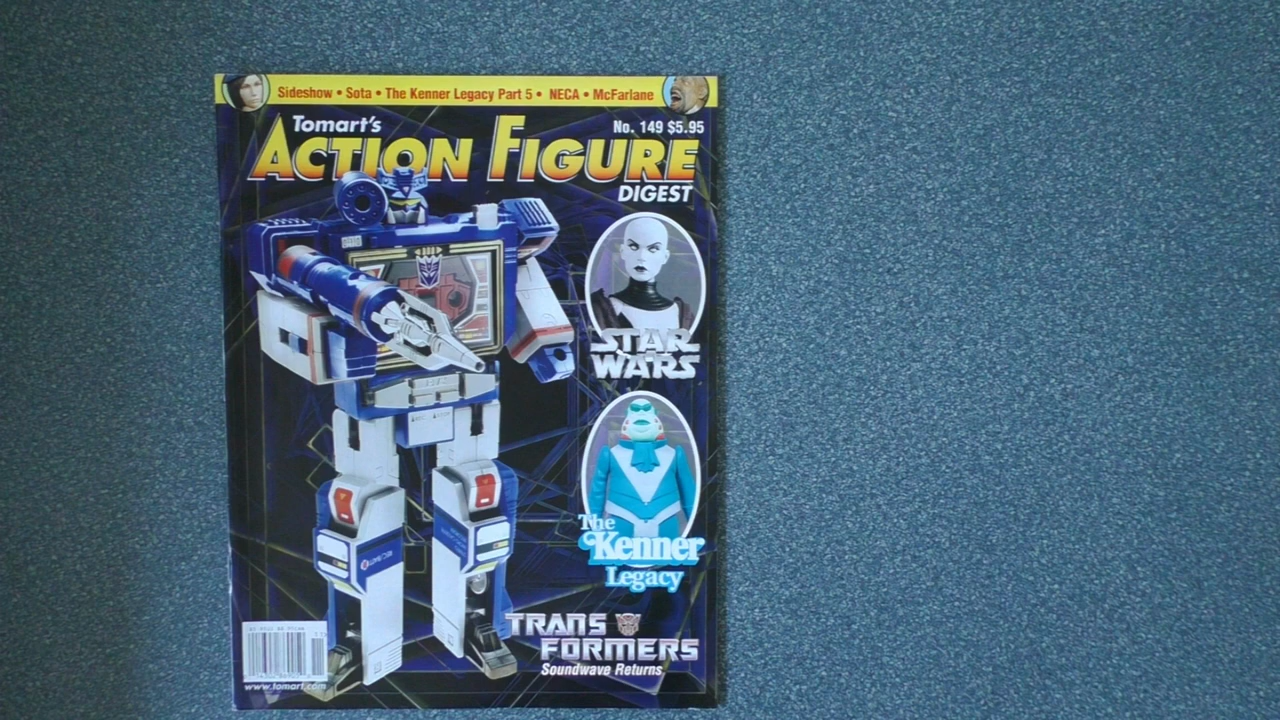 Sideshow • Sota • The Kenner Legacy Part 5 • NECA • McFarlane
Tomart's
No. 149 $5.95
ACTION FIGURE
DIGEST
STAR
WARS
The
Kenner
Legacy
TRANS
FORMERS
Soundwave Returns
www.tomart.com